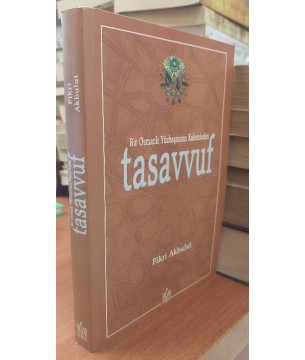 Bir Osmanlı Yüzbaşısının Kaleminden
tasavvuf
Fikri Akbulut
Fikri
Akbulut
tasavvuf